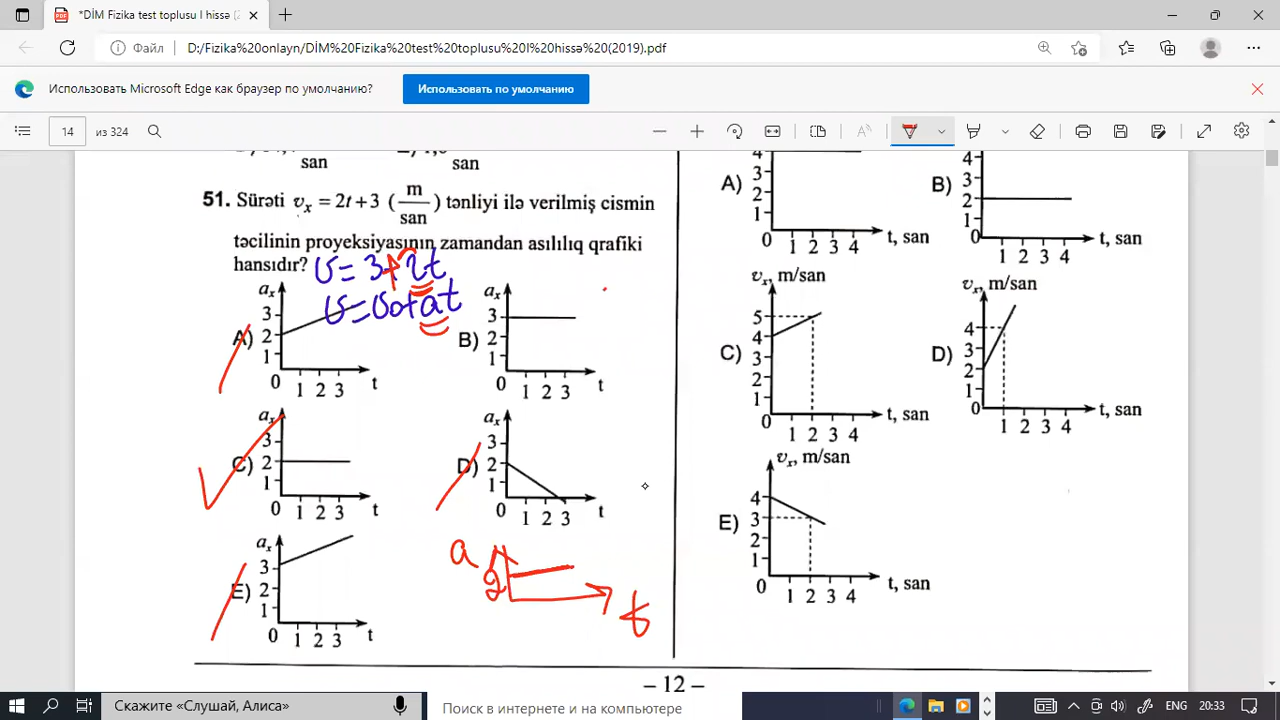 *DİM Fizika test toplusu I hissə (2
Файл
D:/Fizika%20onlayn/DİM%20Fizika%20test%20toplusu%20I%20hissə%20(2019).pdf
Использовать Microsoft Edge как браузер по умолчанию?
Использовать по умолчанию
14 из 324
san
san
51. Sürəti vx = 2t+3 (m/san) tənliyi ilə verilmiş cismin
təcilinin proyeksiyasının zamandan asılılıq qrafiki
hansıdır?
υ= 3+2t
υ=υ0+at
A) ax 3 2 1 0 1 2 3 t
B) ax 3 2 1 0 1 2 3 t
C) ax 3 2 1 0 1 2 3 t
D) ax 3 2 1 0 1 2 3 t
E) ax 3 2 1 0 1 2 3 t
a 2 t
A) 4 3 2 1 0 1 2 3 4 t, san
B) 4 3 2 1 0 1 2 3 4 t, san
C) vx, m/san 5 4 3 2 1 0 1 2 3 4 t, san
D) vx, m/san 4 3 2 1 0 1 2 3 4 t, san
E) vx, m/san 4 3 2 1 0 1 2 3 4 t, san
– 12 –
Скажите «Слушай, Алиса»
Поиск в интернете и на компьютере
ENG
20:33